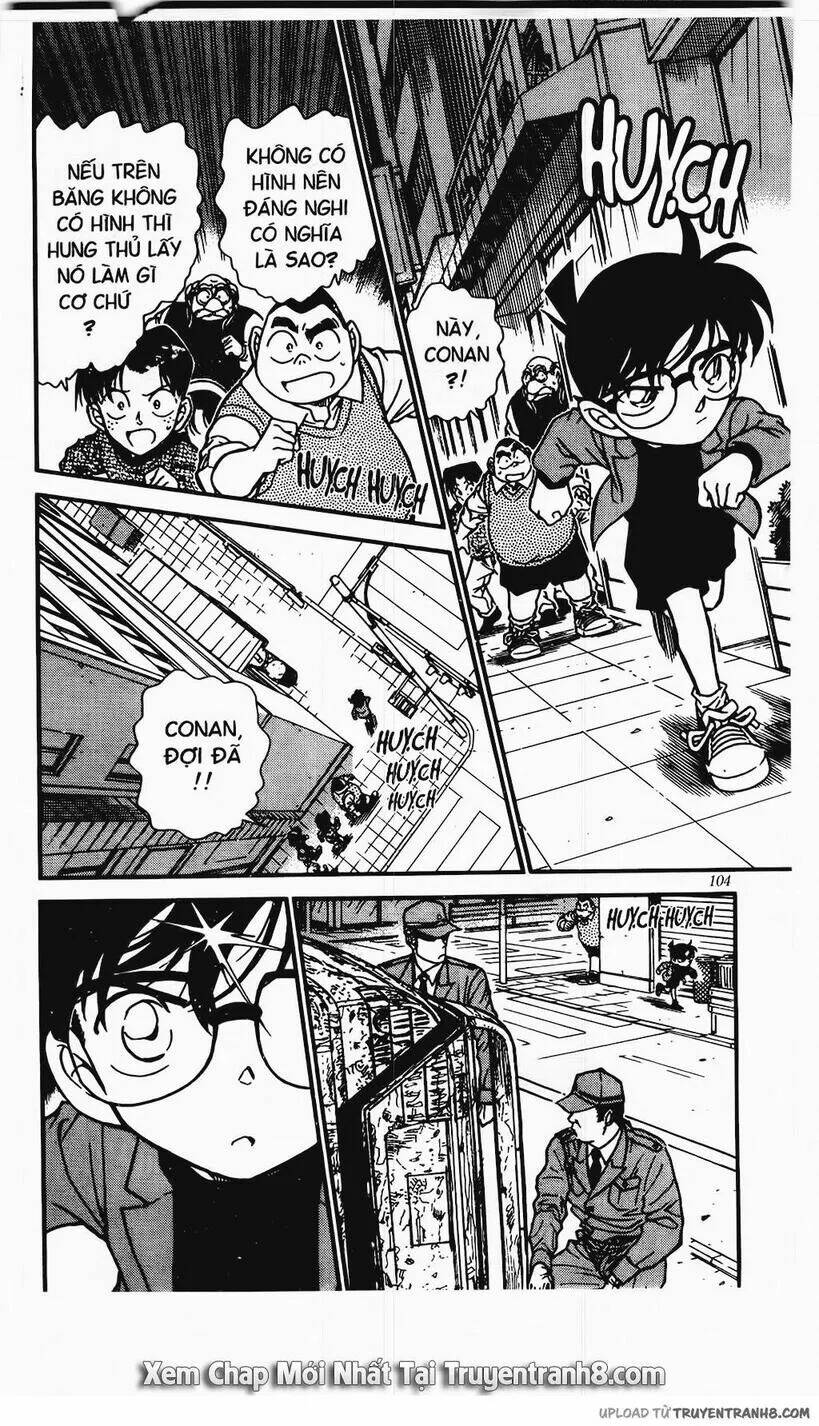 HUỴCH
NÀY,
CONAN
?!
KHÔNG CÓ
HÌNH NÊN
ĐÁNG NGHI
CÓ NGHĨA
LÀ SAO?
NẾU TRÊN
BĂNG KHÔNG
CÓ HÌNH THÌ
HUNG THỦ LẤY
NÓ LÀM GÌ
CƠ CHỨ
?
HUỴCH HUỴCH
CONAN,
ĐỢI ĐÃ
!!
HUỴCH
HUỴCH
HUỴCH
104
HUỴCH HUỴCH
Xem Chap Mới Nhất Tại Truyentranh8.com
UPLOAD TỪ TRUYENTRANH8.COM